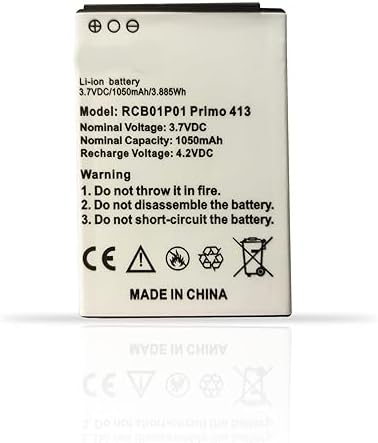 Li-ion battery
3.7VDC/1050mAh/3.885Wh
Model: RCB01P01 Primo 413
Nominal Voltage: 3.7VDC
Nominal Capacity: 1050mAh
Recharge Voltage: 4.2VDC
Warning
1. Do not throw it in fire.
2. Do not disassemble the battery
3. Do not short-circuit the battery
CE
MADE IN CHINA